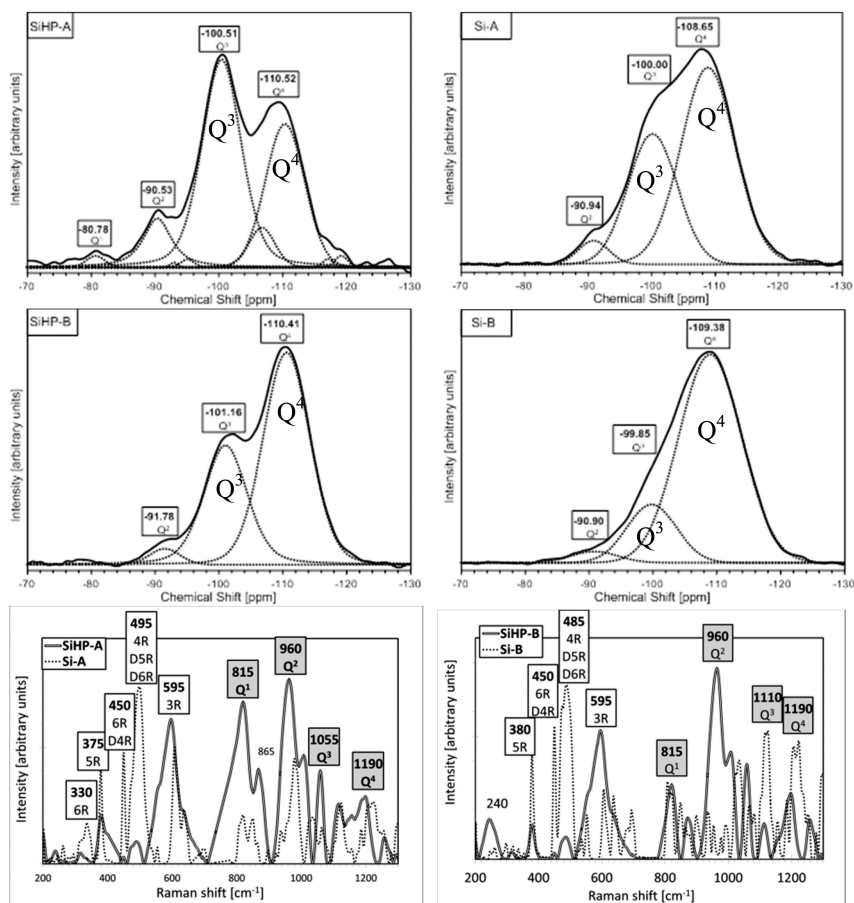 SiHP-A
-100.51
Q³
-110.52
Q⁴
Q³
Q⁴
-90.53
Q²
-80.78
Intensity [arbitrary units]
-70 -80 -90 -100 -110 -120 -130
Chemical Shift [ppm]
Si-A
-108.65
Q⁴
-100.00
Q³
Q⁴
Q³
-90.94
Q²
Intensity [arbitrary units]
-70 -80 -90 -100 -110 -120 -130
Chemical Shift [ppm]
SiHP-B
-110.41
Q⁴
-101.16
Q³
Q⁴
Q³
-91.78
Q²
Intensity [arbitrary units]
-70 -80 -90 -100 -110 -120 -130
Chemical Shift [ppm]
Si-B
-109.38
Q⁴
-99.85
Q³
Q⁴
Q³
-90.90
Q²
Intensity [arbitrary units]
-70 -80 -90 -100 -110 -120 -130
Chemical Shift [ppm]
SiHP-A
Si-A
495
4R
D5R
D6R
450
6R
D4R
375
5R
330
6R
595
3R
815
Q¹
865
960
Q²
1055
Q³
1190
Q⁴
Intensity [arbitrary units]
200 400 600 800 1000 1200
Raman shift [cm⁻¹]
SiHP-B
Si-B
485
4R
D5R
D6R
450
6R
D4R
380
5R
240
595
3R
815
Q¹
960
Q²
1110
Q³
1190
Q⁴
Intensity [arbitrary units]
200 400 600 800 1000 1200
Raman shift [cm⁻¹]